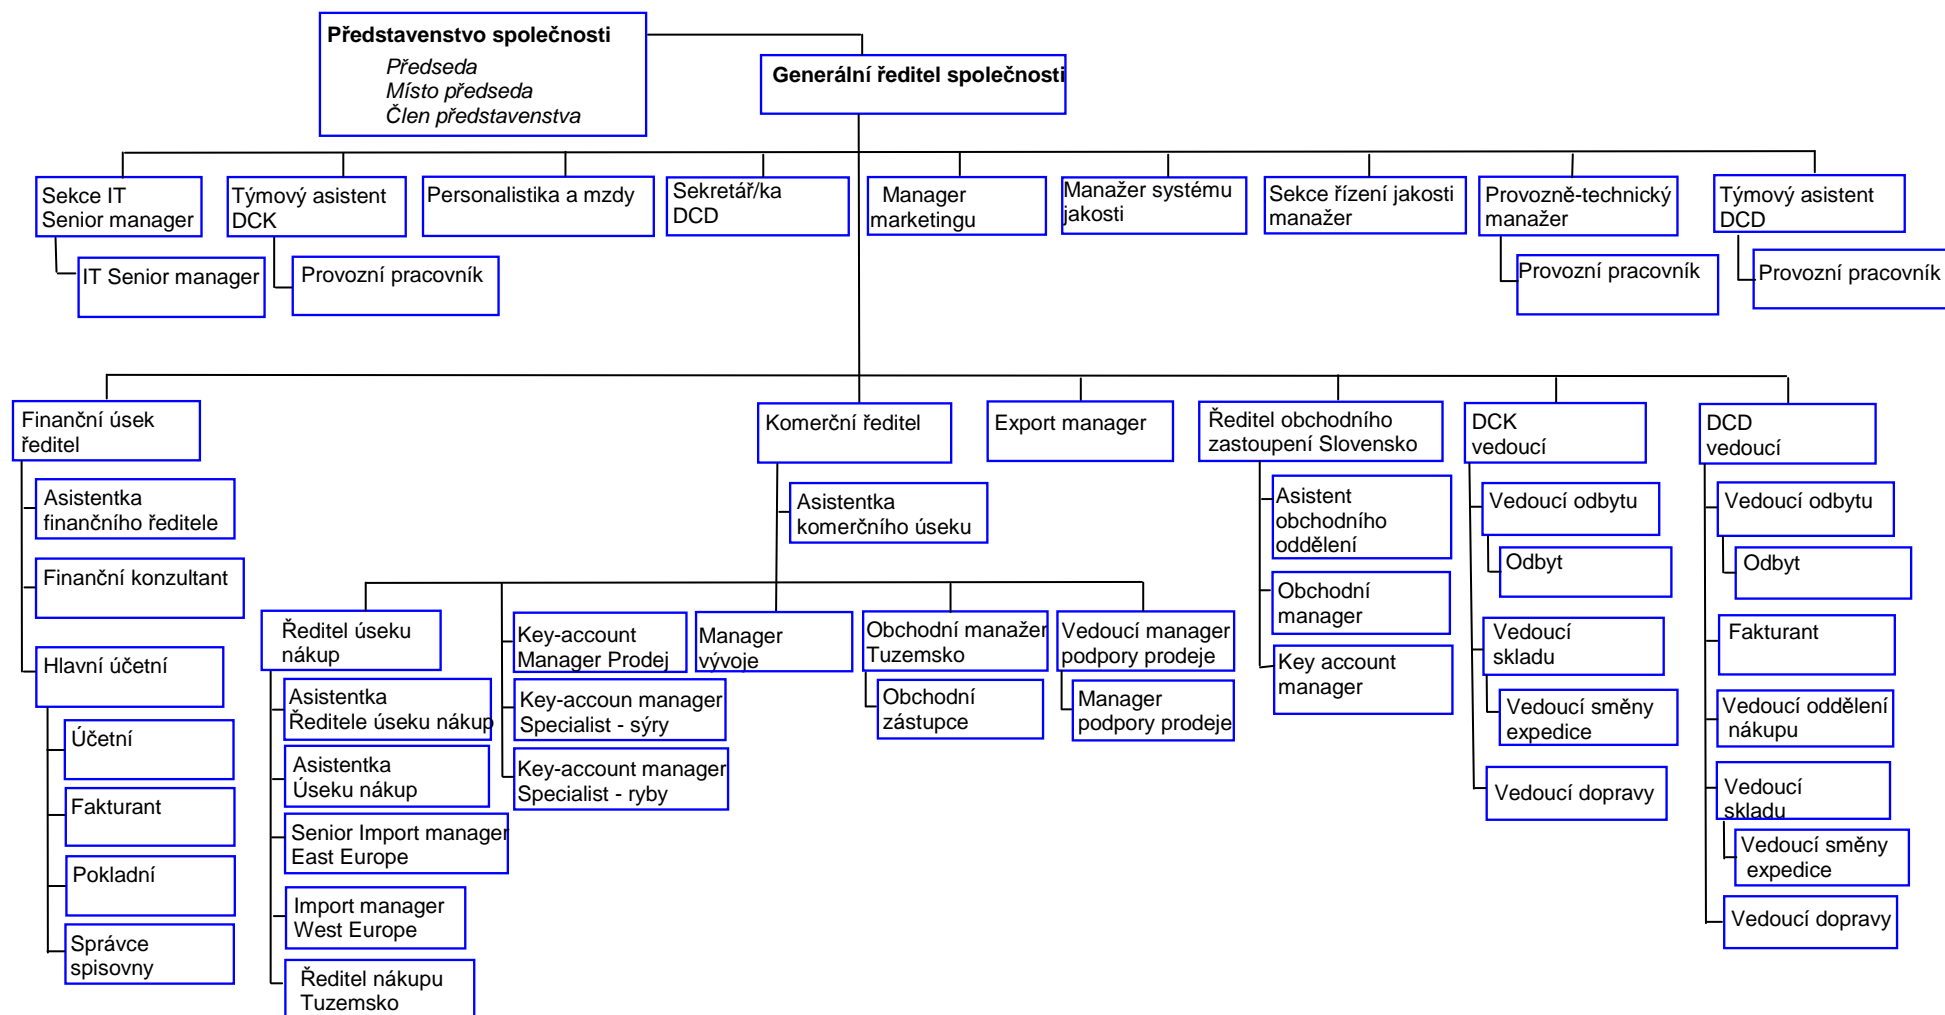 Představenstvo společnosti
Předseda
Místo předseda
Člen představenstva
Generální ředitel společnosti
Sekce IT
Senior manager
Týmový asistent
DCK
Personalistika a mzdy
Sekretář/ka
DCD
Manager
marketingu
Manažer systému
jakosti
Sekce řízení jakosti
manažer
Provozně-technický
manažer
Týmový asistent
DCD
IT Senior manager
Provozní pracovník
Provozní pracovník
Provozní pracovník
Finanční úsek
ředitel
Komerční ředitel
Export manager
Ředitel obchodního
zastoupení Slovensko
DCK
vedoucí
DCD
vedoucí
Asistentka
finančního ředitele
Finanční konzultant
Hlavní účetní
Účetní
Fakturant
Pokladní
Správce
spisovny
Asistentka
komerčního úseku
Ředitel úseku
nákup
Asistentka
Ředitele úseku nákup
Asistentka
Úseku nákup
Senior Import manager
East Europe
Import manager
West Europe
Ředitel nákupu
Tuzemsko
Key-account
Manager Prodej
Key-accoun manager
Specialist - sýry
Key-account manager
Specialist - ryby
Manager
vývoje
Obchodní manažer
Tuzemsko
Obchodní
zástupce
Vedoucí manager
podpory prodeje
Manager
podpory prodeje
Asistent
obchodního
oddělení
Obchodní
manager
Key account
manager
Vedoucí odbytu
Odbyt
Vedoucí
skladu
Vedoucí směny
expedice
Vedoucí dopravy
Vedoucí odbytu
Odbyt
Fakturant
Vedoucí oddělení
nákupu
Vedoucí
skladu
Vedoucí směny
expedice
Vedoucí dopravy